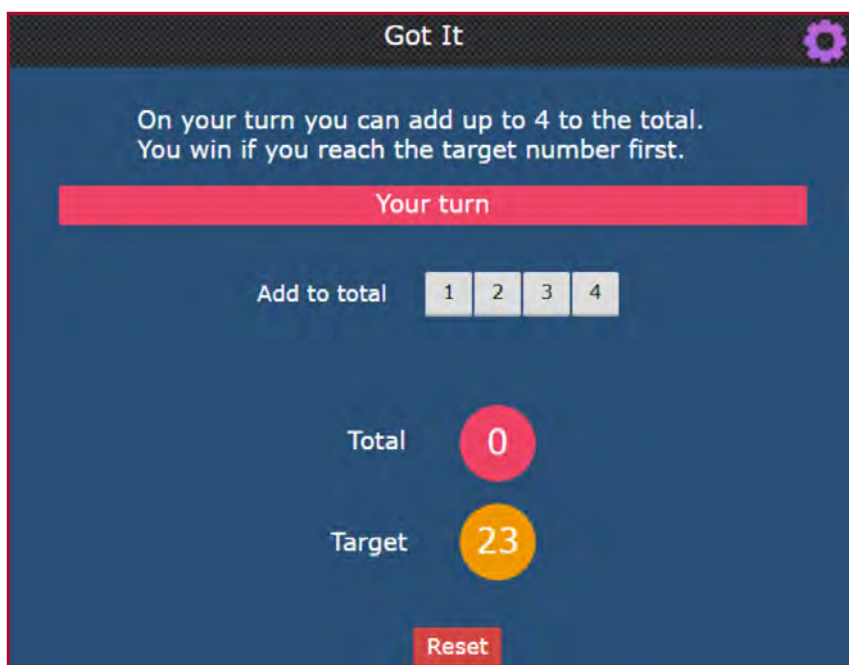 Got It
On your turn you can add up to 4 to the total.
You win if you reach the target number first.
Your turn
Add to total 1 2 3 4
Total 0
Target 23
Reset